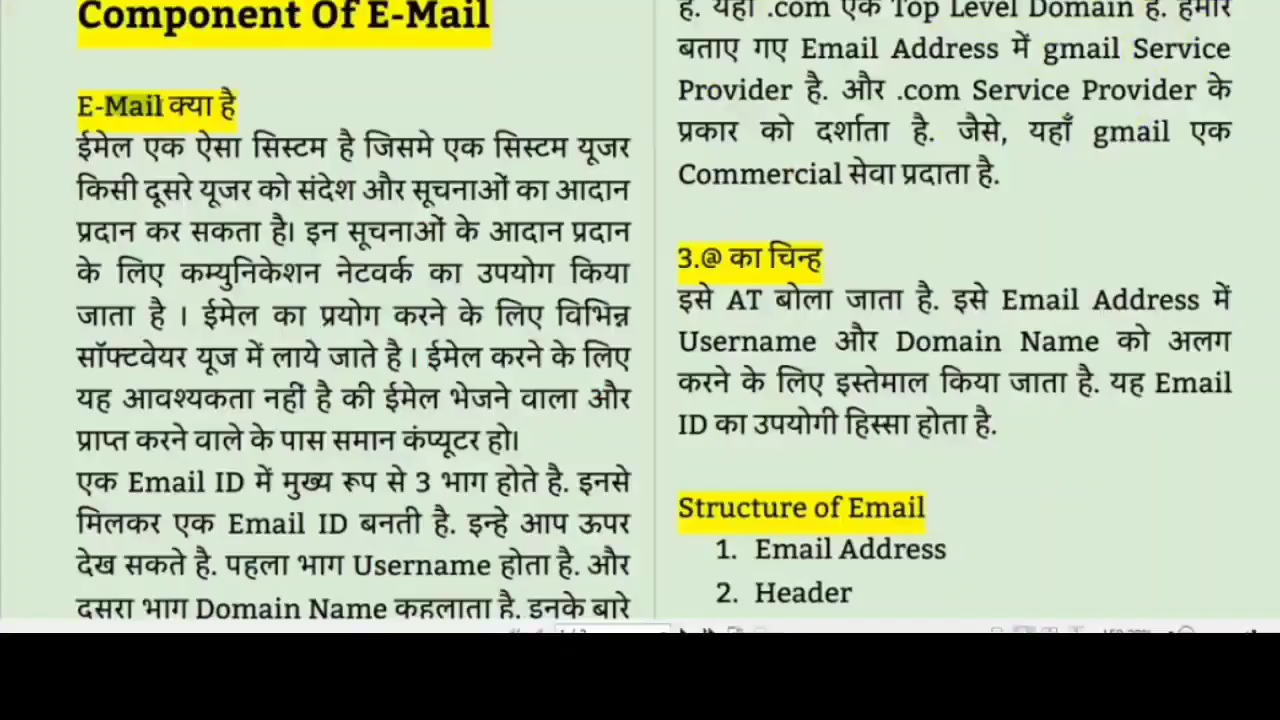 Component Of E-Mail
E-Mail क्या है
ईमेल एक ऐसा सिस्टम है जिसमे एक सिस्टम यूजर
किसी दूसरे यूजर को संदेश और सूचनाओं का आदान
प्रदान कर सकता है। इन सूचनाओं के आदान प्रदान
के लिए कम्युनिकेशन नेटवर्क का उपयोग किया
जाता है । ईमेल का प्रयोग करने के लिए विभिन्न
सॉफ्टवेयर यूज में लाये जाते है । ईमेल करने के लिए
यह आवश्यकता नहीं है की ईमेल भेजने वाला और
प्राप्त करने वाले के पास समान कंप्यूटर हो।
एक Email ID में मुख्य रूप से 3 भाग होते है. इनसे
मिलकर एक Email ID बनती है. इन्हे आप ऊपर
देख सकते है. पहला भाग Username होता है. और
दूसरा भाग Domain Name कहलाता है. इनके बारे
है. यहाँ .com एक Top Level Domain है. हमारे
बताए गए Email Address में gmail Service
Provider है. और .com Service Provider के
प्रकार को दर्शाता है. जैसे, यहाँ gmail एक
Commercial सेवा प्रदाता है.
3.@ का चिन्ह
इसे AT बोला जाता है. इसे Email Address में
Username और Domain Name को अलग
करने के लिए इस्तेमाल किया जाता है. यह Email
ID का उपयोगी हिस्सा होता है.
Structure of Email
1. Email Address
2. Header